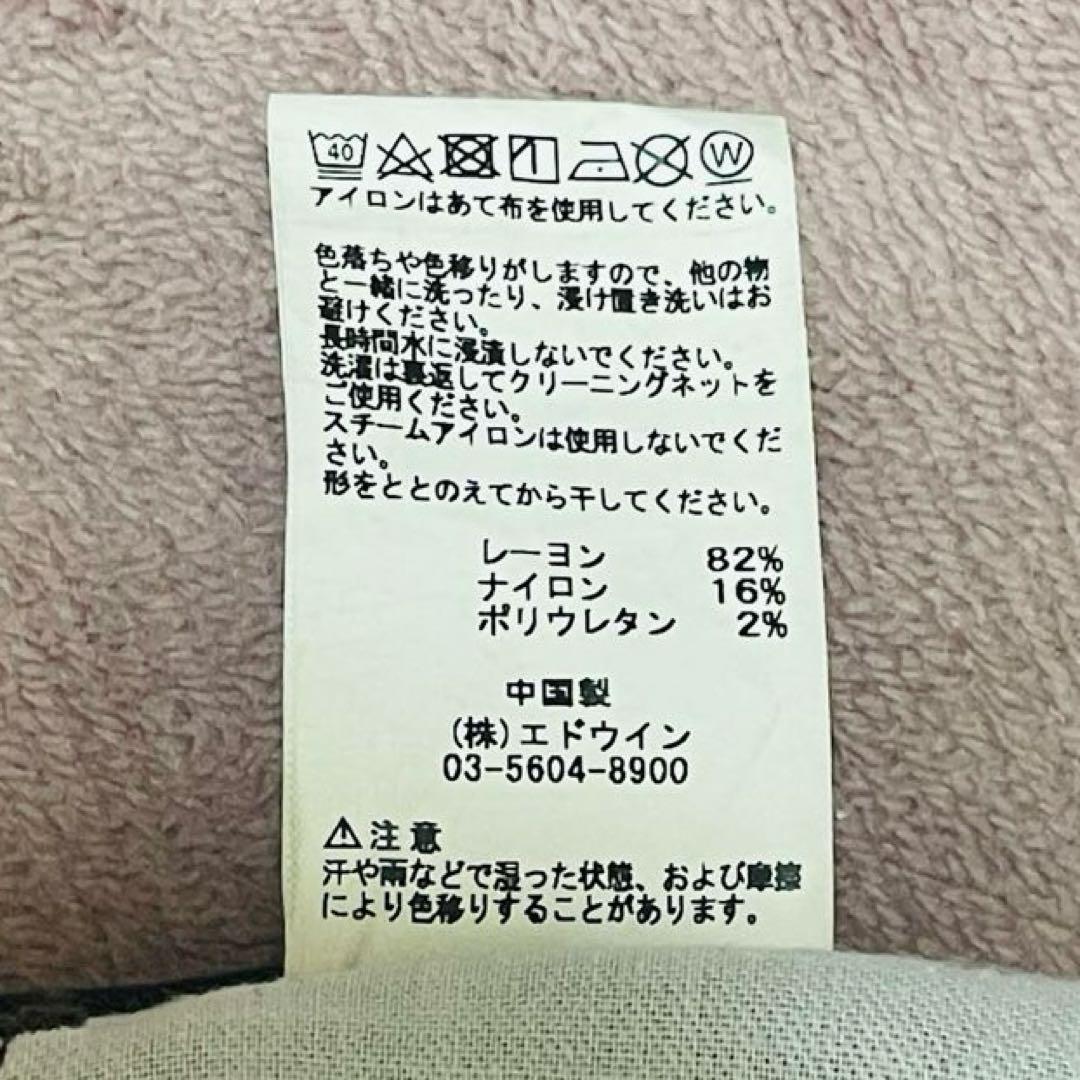 40 W
アイロンはあて布を使用してください。
色落ちや色移りがしますので、他の物
と一緒に洗ったり、浸け置き洗いはお
避けください。
長時間水に浸漬しないでください。
洗濯は裏返してクリーニングネットを
ご使用ください。
スチームアイロンは使用しないでくだ
さい。
形をととのえてから干してください。
レーヨン 82%
ナイロン 16%
ポリウレタン 2%
中国製
(株)エドウイン
03-5604-8900
⚠注意
汗や雨などで湿った状態、および摩擦
により色移りすることがあります。